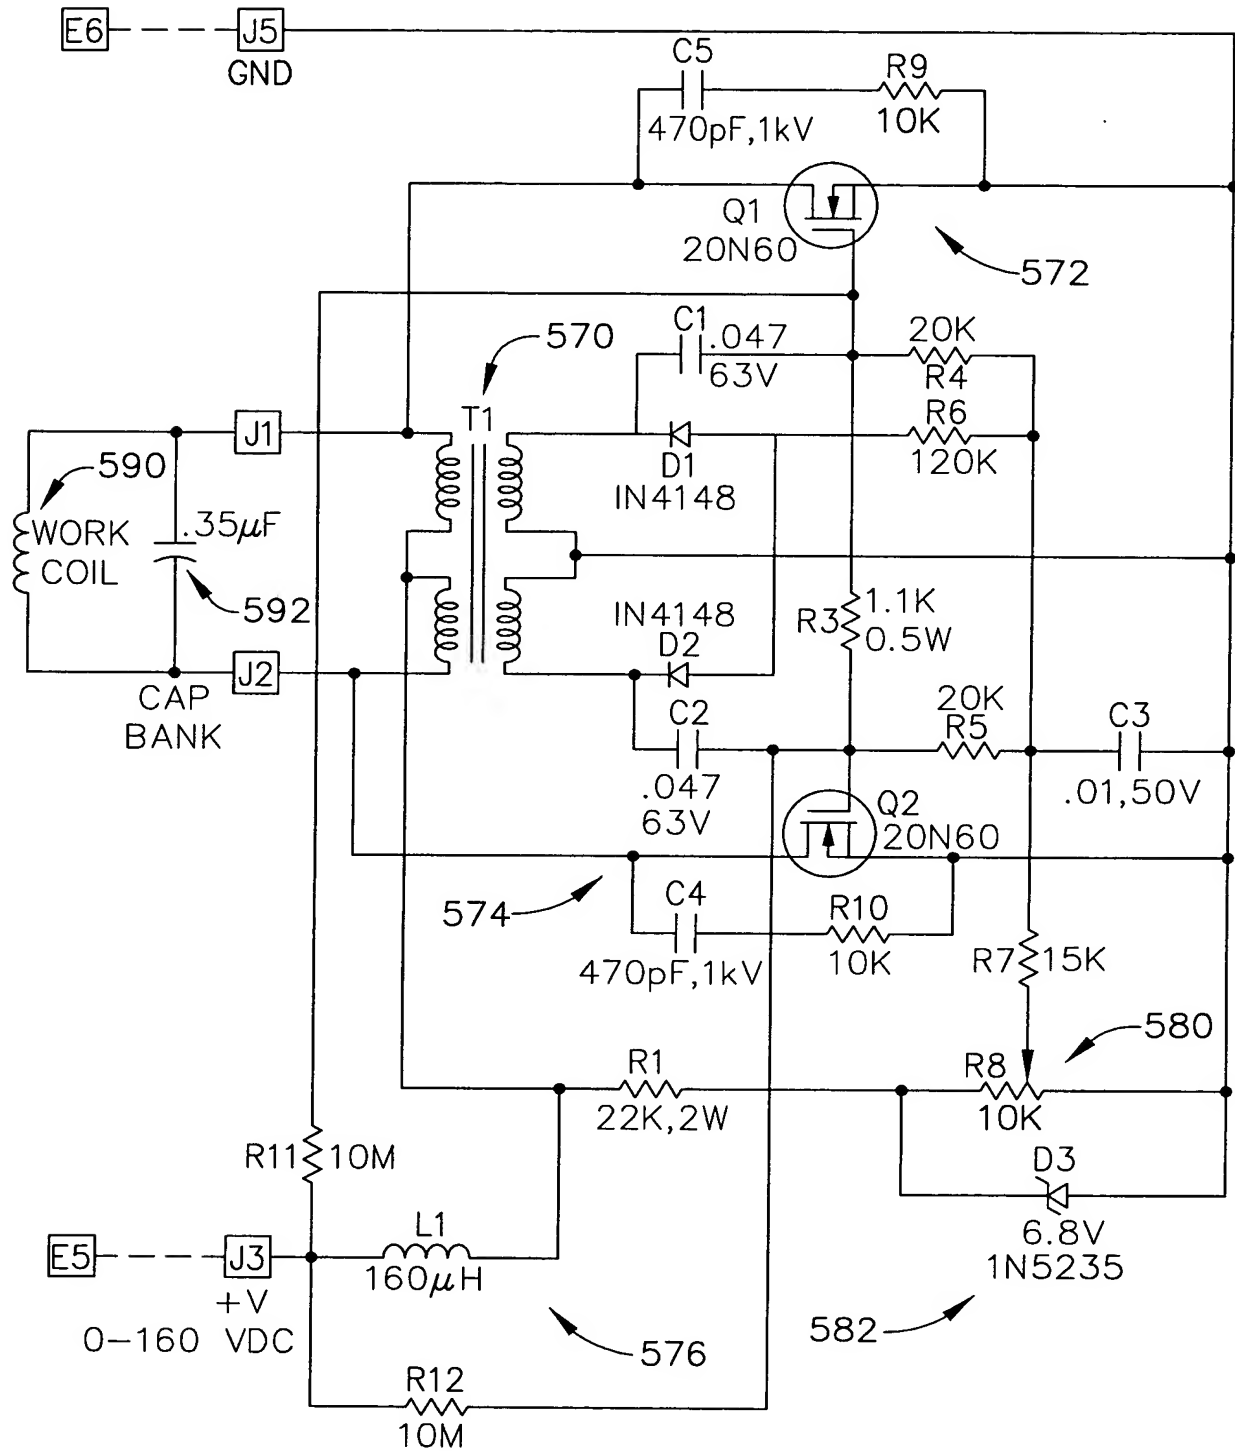 E6
J5
GND
C5
470pF,1kV
R9
10K
Q1
20N60
572
C1
.047
63V
20K
R4
R6
120K
570
T1
J1
590
WORK
COIL
.35µF
592
D1
IN4148
IN4148
D2
R3
1.1K
0.5W
J2
CAP
BANK
C2
.047
63V
20K
R5
C3
.01,50V
Q2
20N60
574
C4
470pF,1kV
R10
10K
R7
15K
580
R1
22K,2W
R8
10K
R11
10M
D3
6.8V
1N5235
582
E5
J3
+V
0-160 VDC
L1
160µH
576
R12
10M